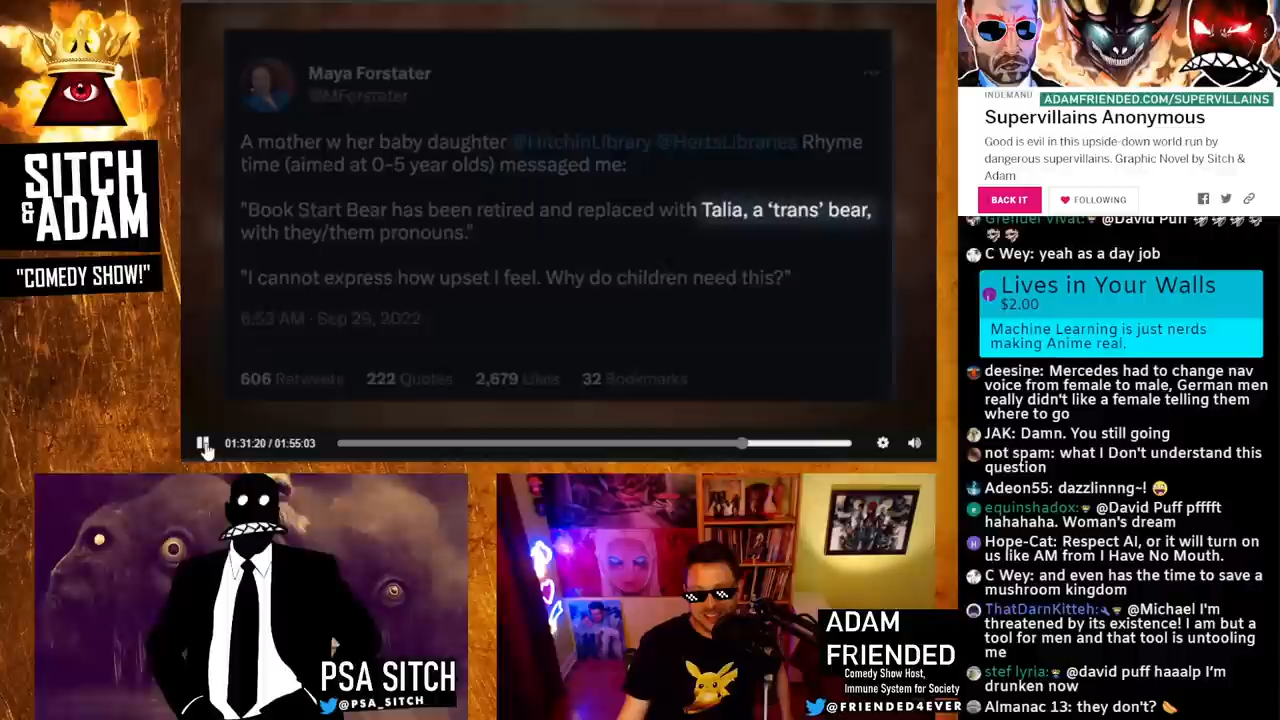 SITCH
& ADAM
"COMEDY SHOW!"
Maya Forstater
@MForstater
A mother w her baby daughter @HitchinLibrary @HertsLibraries Rhyme
time (aimed at 0-5 year olds) messaged me:
"Book Start Bear has been retired and replaced with Talia, a ‘trans’ bear,
with they/them pronouns."
"I cannot express how upset I feel. Why do children need this?"
6:53 AM · Sep 29, 2022
606 Retweets 222 Quotes 2,679 Likes 32 Bookmarks
01:31:20 / 01:55:03
PSA SITCH
@PSA_SITCH
ADAM
FRIENDED
Comedy Show Host,
Immune System for Society
@FRIENDED4EVER
INDEMAND
ADAMFRIENDED.COM/SUPERVILLAINS
Supervillains Anonymous
Good is evil in this upside-down world run by
dangerous supervillains. Graphic Novel by Sitch &
Adam
BACK IT
FOLLOWING
Grendel Vivat: @David Puff
C Wey: yeah as a day job
Lives in Your Walls
$2.00
Machine Learning is just nerds
making Anime real.
deesine: Mercedes had to change nav
voice from female to male, German men
really didn't like a female telling them
where to go
JAK: Damn. You still going
not spam: what I Don't understand this
question
Adeon55: dazzlinnng~! 😜
equinshadox: @David Puff pffft
hahahaha. Woman's dream
Hope-Cat: Respect AI, or it will turn on
us like AM from I Have No Mouth.
C Wey: and even has the time to save a
mushroom kingdom
ThatDarnKitteh: @Michael I'm
threatened by its existence! I am but a
tool for men and that tool is untooling
me
stef lyria: @david puff haaalp I’m
drunken now
Almanac 13: they don't? 🌭